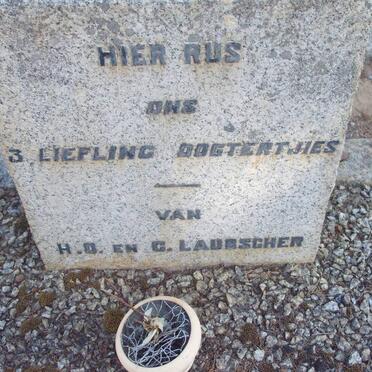 HIER RUS
ONS
3 LIEFLING DOGTERTJIES
VAN
H.D. EN C. LAUBSCHER